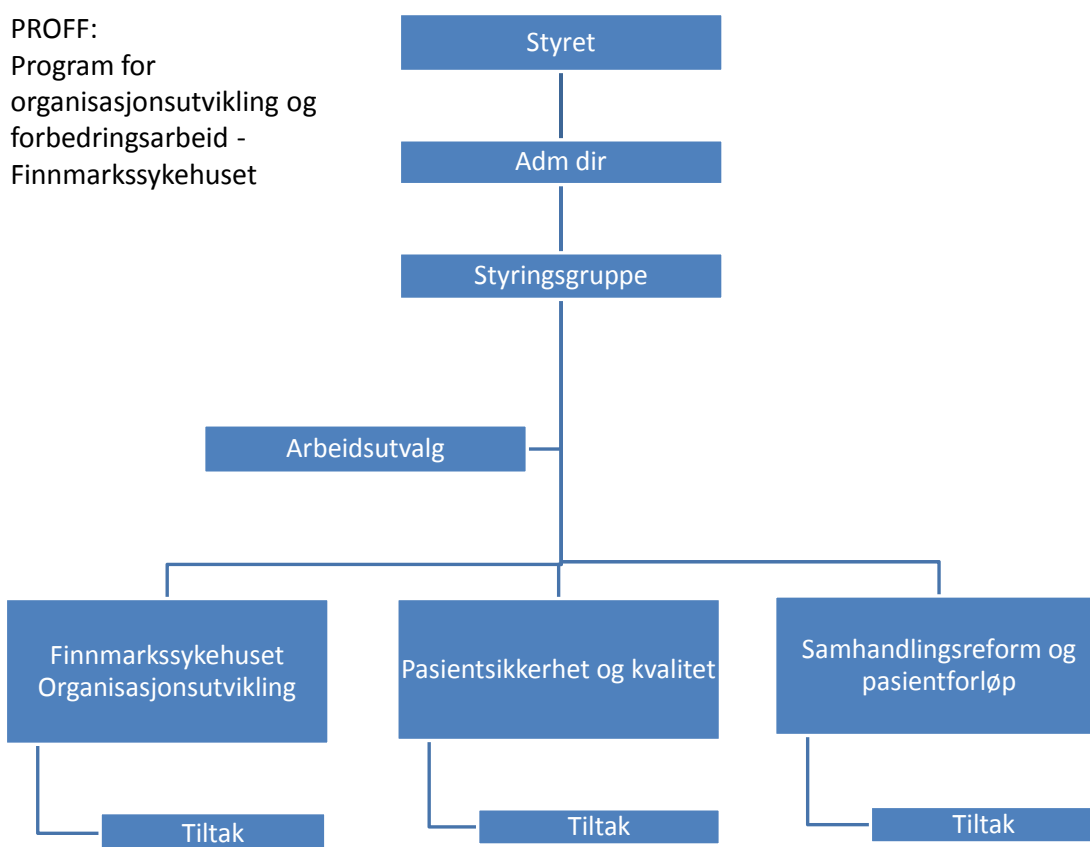 PROFF:
Program for
organisasjonsutvikling og
forbedringsarbeid -
Finnmarkssykehuset
Styret
Adm dir
Styringsgruppe
Arbeidsutvalg
Finnmarkssykehuset
Organisasjonsutvikling
Pasientsikkerhet og kvalitet
Samhandlingsreform og
pasientforløp
Tiltak
Tiltak
Tiltak